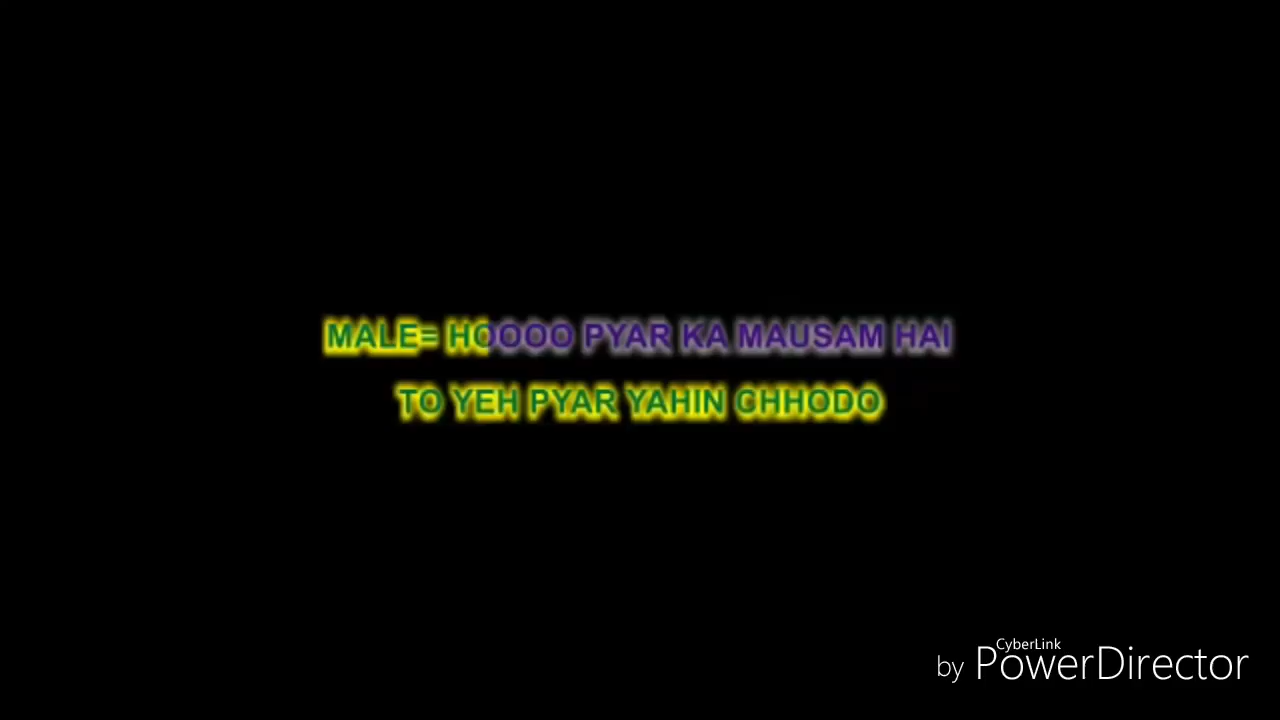 MALE= HOOOO PYAR KA MAUSAM HAI
TO YEH PYAR YAHIN CHHODO
CyberLink
by PowerDirector